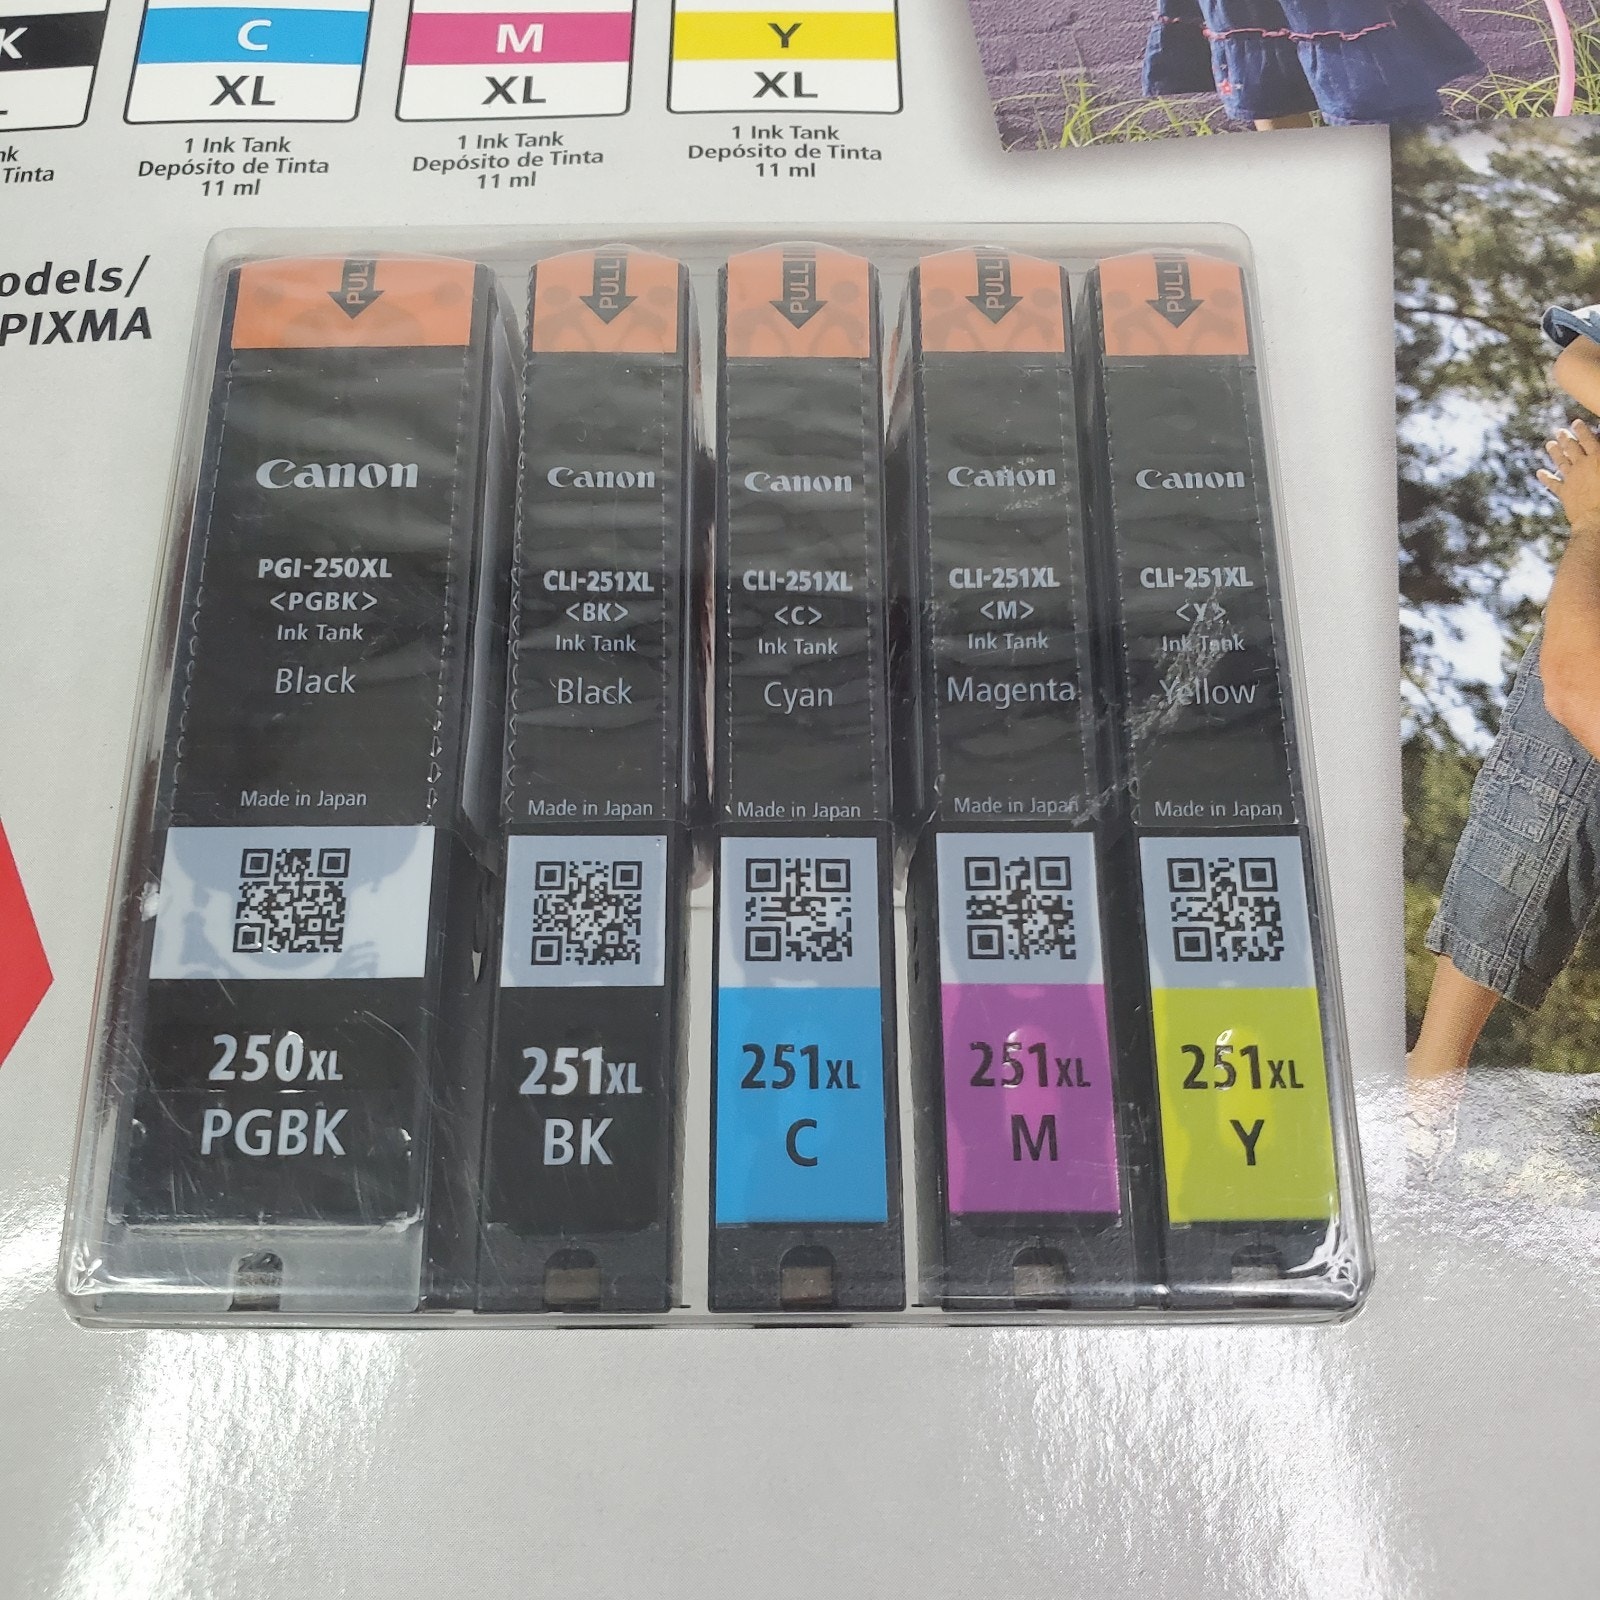 K
C
M
Y
XL
XL
XL
1 Ink Tank
Depósito de Tinta
11 ml
1 Ink Tank
Depósito de Tinta
11 ml
1 Ink Tank
Depósito de Tinta
11 ml
Tinta
odels/
PIXMA
PULL
Canon
PGI-250XL
<PGBK>
Ink Tank
Black
Made in Japan
250XL
PGBK
PULL
Canon
CLI-251XL
<BK>
Ink Tank
Black
Made in Japan
251XL
BK
PULL
Canon
CLI-251XL
<C>
Ink Tank
Cyan
Made in Japan
251XL
C
PULL
Canon
CLI-251XL
<M>
Ink Tank
Magenta
Made in Japan
251XL
M
PULL
Canon
CLI-251XL
<Y>
Ink Tank
Yellow
Made in Japan
251XL
Y